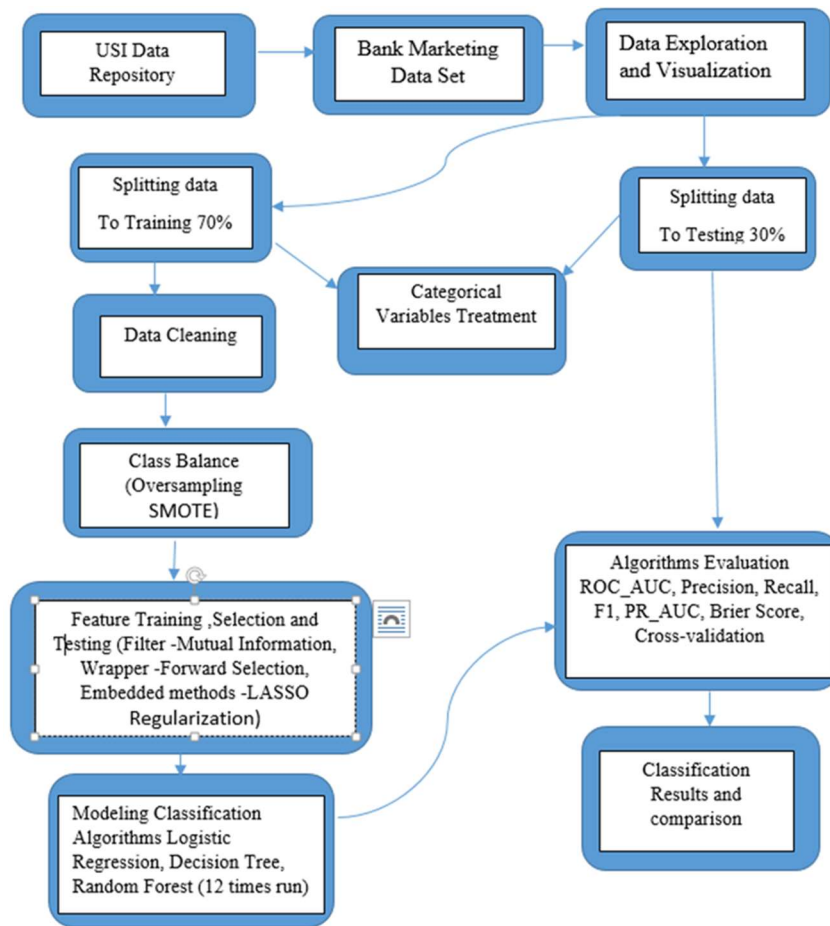 USI Data
Repository
Bank Marketing
Data Set
Data Exploration
and Visualization
Splitting data
To Training 70%
Splitting data
To Testing 30%
Categorical
Variables Treatment
Data Cleaning
Class Balance
(Oversampling
SMOTE)
Feature Training ,Selection and
Testing (Filter -Mutual Information,
Wrapper -Forward Selection,
Embedded methods -LASSO
Regularization)
Modeling Classification
Algorithms Logistic
Regression, Decision Tree,
Random Forest (12 times run)
Algorithms Evaluation
ROC_AUC, Precision, Recall,
F1, PR_AUC, Brier Score,
Cross-validation
Classification
Results and
comparison